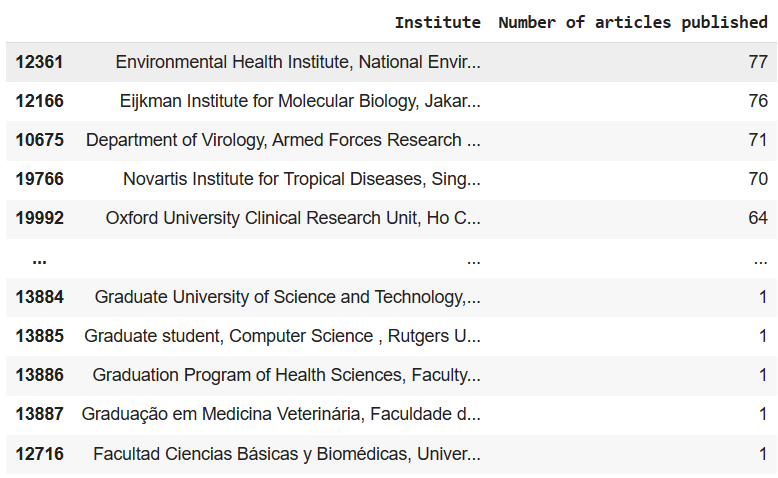 Institute Number of articles published
12361 Environmental Health Institute, National Envir... 77
12166 Eijkman Institute for Molecular Biology, Jakar... 76
10675 Department of Virology, Armed Forces Research ... 71
19766 Novartis Institute for Tropical Diseases, Sing... 70
19992 Oxford University Clinical Research Unit, Ho C... 64
... ... ...
13884 Graduate University of Science and Technology,... 1
13885 Graduate student, Computer Science , Rutgers U... 1
13886 Graduation Program of Health Sciences, Faculty... 1
13887 Graduação em Medicina Veterinária, Faculdade d... 1
12716 Facultad Ciencias Básicas y Biomédicas, Univer... 1